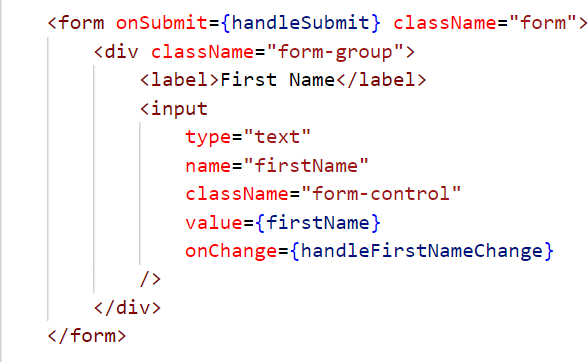 <form onSubmit={handleSubmit} className="form">
<div className="form-group">
<label>First Name</label>
<input
type="text"
name="firstName"
className="form-control"
value={firstName}
onChange={handleFirstNameChange}
/>
</div>
</form>